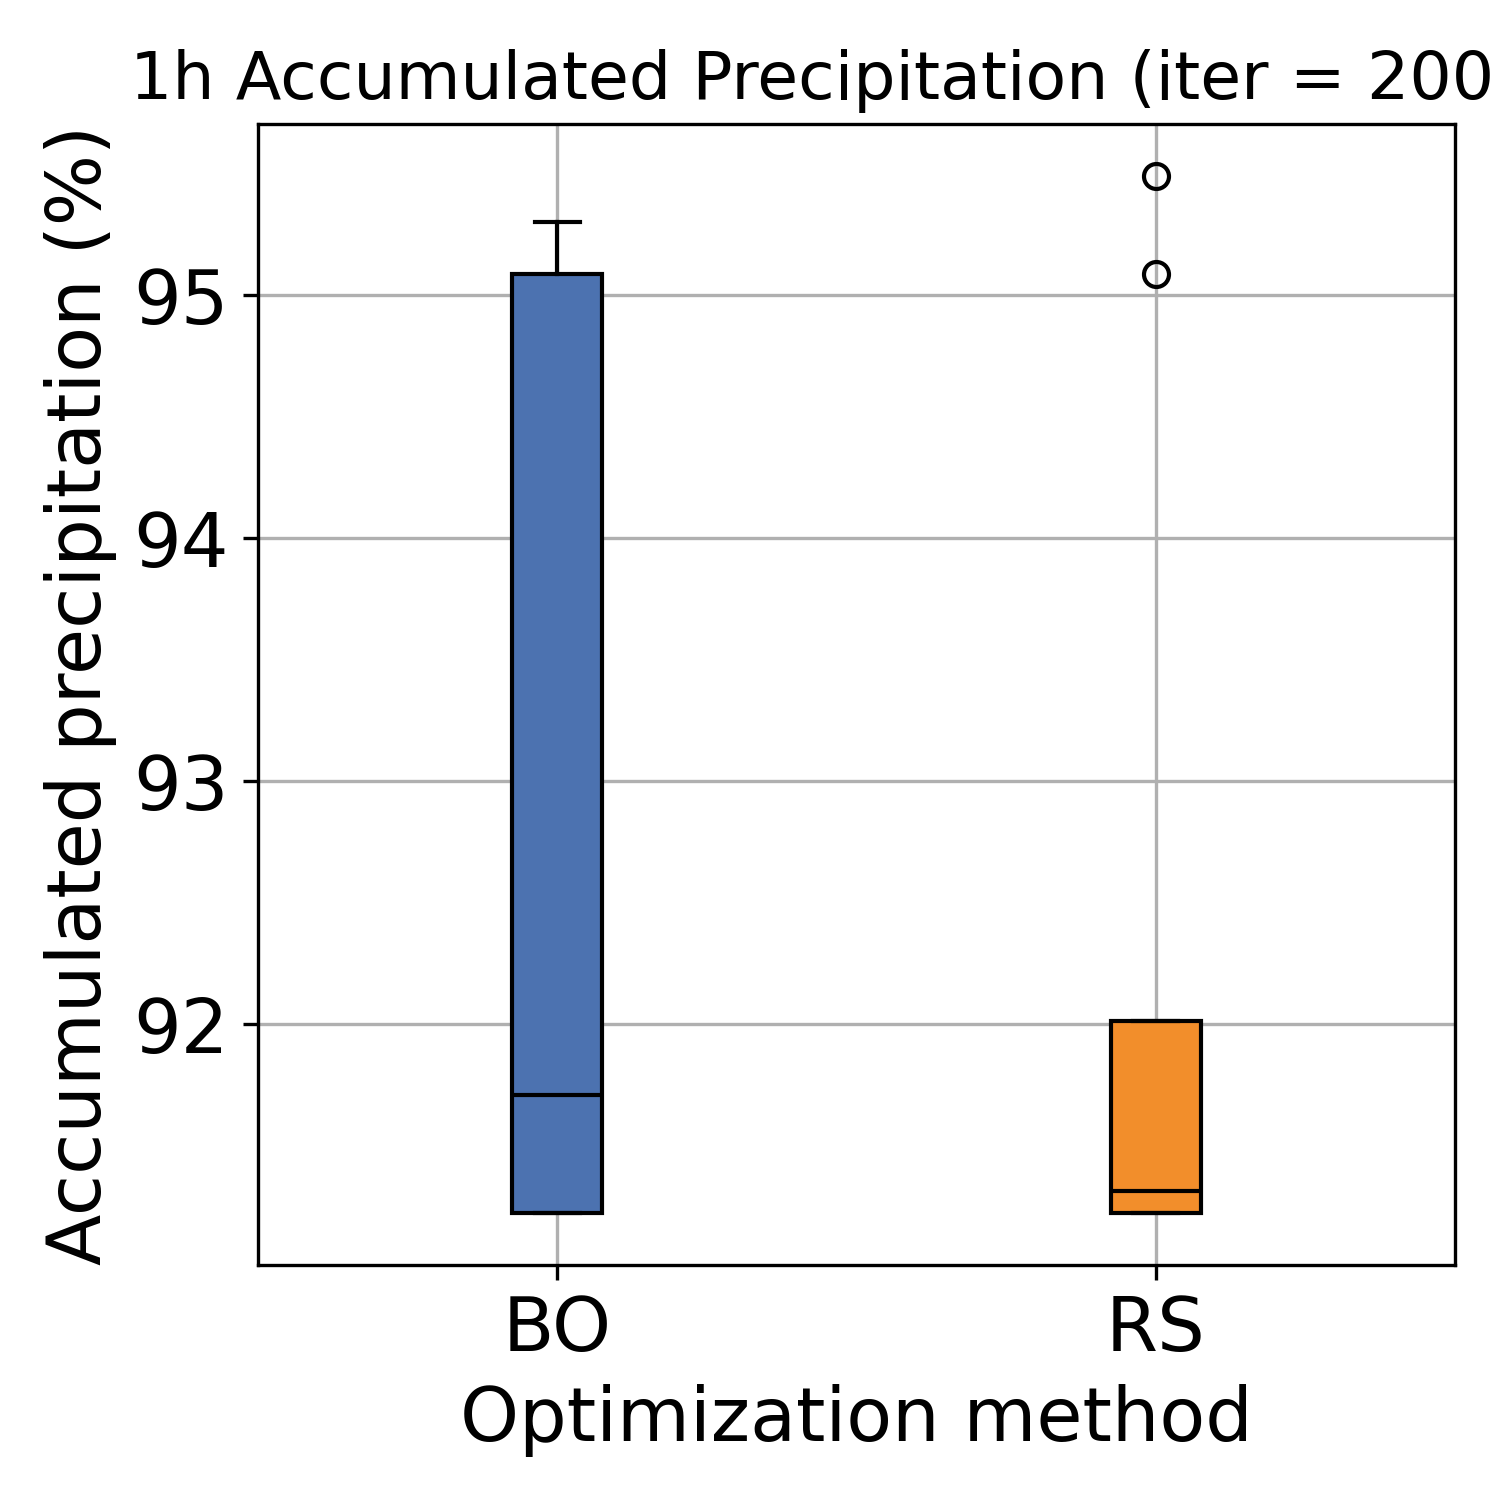 1h Accumulated Precipitation (iter = 200
Accumulated precipitation (%)
95
94
93
92
BO
RS
Optimization method